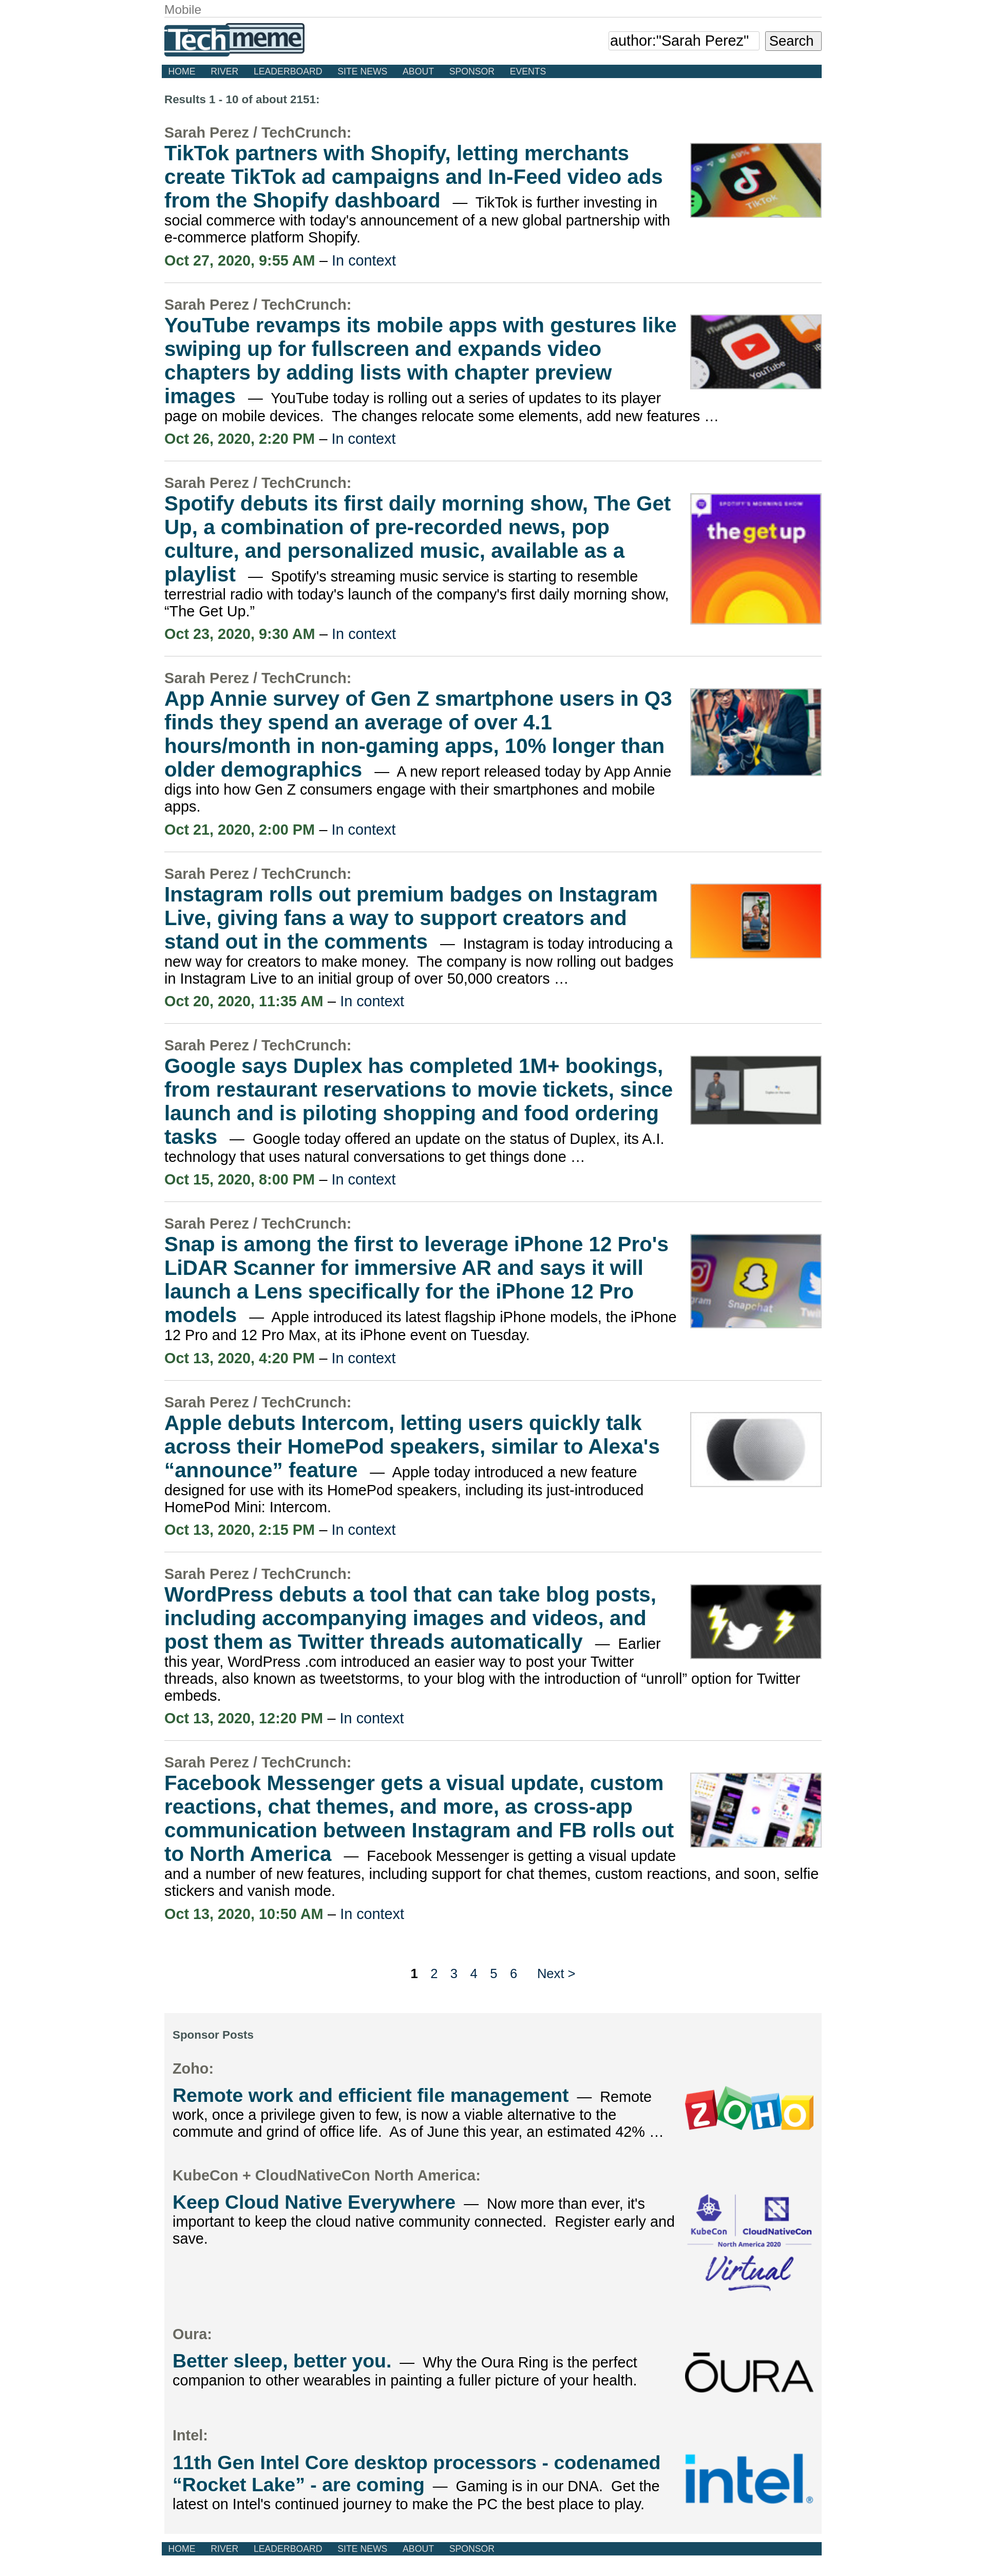 Mobile
Techmeme
author:"Sarah Perez"
Search
HOME RIVER LEADERBOARD SITE NEWS ABOUT SPONSOR EVENTS
Results 1 - 10 of about 2151:
Sarah Perez / TechCrunch:
TikTok partners with Shopify, letting merchants
create TikTok ad campaigns and In-Feed video ads
from the Shopify dashboard — TikTok is further investing in
social commerce with today's announcement of a new global partnership with
e-commerce platform Shopify.
TikTok
Oct 27, 2020, 9:55 AM – In context
Sarah Perez / TechCrunch:
YouTube revamps its mobile apps with gestures like
swiping up for fullscreen and expands video
chapters by adding lists with chapter preview
images — YouTube today is rolling out a series of updates to its player
page on mobile devices.  The changes relocate some elements, add new features …
YouTube
Oct 26, 2020, 2:20 PM – In context
Sarah Perez / TechCrunch:
Spotify debuts its first daily morning show, The Get
Up, a combination of pre-recorded news, pop
culture, and personalized music, available as a
playlist — Spotify's streaming music service is starting to resemble
terrestrial radio with today's launch of the company's first daily morning show,
“The Get Up.”
SPOTIFY'S MORNING SHOW
the get up
Oct 23, 2020, 9:30 AM – In context
Sarah Perez / TechCrunch:
App Annie survey of Gen Z smartphone users in Q3
finds they spend an average of over 4.1
hours/month in non-gaming apps, 10% longer than
older demographics — A new report released today by App Annie
digs into how Gen Z consumers engage with their smartphones and mobile
apps.
Oct 21, 2020, 2:00 PM – In context
Sarah Perez / TechCrunch:
Instagram rolls out premium badges on Instagram
Live, giving fans a way to support creators and
stand out in the comments — Instagram is today introducing a
new way for creators to make money.  The company is now rolling out badges
in Instagram Live to an initial group of over 50,000 creators …
Oct 20, 2020, 11:35 AM – In context
Sarah Perez / TechCrunch:
Google says Duplex has completed 1M+ bookings,
from restaurant reservations to movie tickets, since
launch and is piloting shopping and food ordering
tasks — Google today offered an update on the status of Duplex, its A.I.
technology that uses natural conversations to get things done …
Oct 15, 2020, 8:00 PM – In context
Sarah Perez / TechCrunch:
Snap is among the first to leverage iPhone 12 Pro's
LiDAR Scanner for immersive AR and says it will
launch a Lens specifically for the iPhone 12 Pro
models — Apple introduced its latest flagship iPhone models, the iPhone
12 Pro and 12 Pro Max, at its iPhone event on Tuesday.
Snapchat
Oct 13, 2020, 4:20 PM – In context
Sarah Perez / TechCrunch:
Apple debuts Intercom, letting users quickly talk
across their HomePod speakers, similar to Alexa's
“announce” feature — Apple today introduced a new feature
designed for use with its HomePod speakers, including its just-introduced
HomePod Mini: Intercom.
Oct 13, 2020, 2:15 PM – In context
Sarah Perez / TechCrunch:
WordPress debuts a tool that can take blog posts,
including accompanying images and videos, and
post them as Twitter threads automatically — Earlier
this year, WordPress .com introduced an easier way to post your Twitter
threads, also known as tweetstorms, to your blog with the introduction of “unroll” option for Twitter
embeds.
Oct 13, 2020, 12:20 PM – In context
Sarah Perez / TechCrunch:
Facebook Messenger gets a visual update, custom
reactions, chat themes, and more, as cross-app
communication between Instagram and FB rolls out
to North America — Facebook Messenger is getting a visual update
and a number of new features, including support for chat themes, custom reactions, and soon, selfie
stickers and vanish mode.
Oct 13, 2020, 10:50 AM – In context
1 2 3 4 5 6 Next >
Sponsor Posts
Zoho:
Remote work and efficient file management — Remote
work, once a privilege given to few, is now a viable alternative to the
commute and grind of office life.  As of June this year, an estimated 42% …
ZOHO
KubeCon + CloudNativeCon North America:
Keep Cloud Native Everywhere — Now more than ever, it's
important to keep the cloud native community connected.  Register early and
save.
KubeCon CloudNativeCon
North America 2020
Virtual
Oura:
Better sleep, better you. — Why the Oura Ring is the perfect
companion to other wearables in painting a fuller picture of your health.
ŌURA
Intel:
11th Gen Intel Core desktop processors - codenamed
“Rocket Lake” - are coming — Gaming is in our DNA.  Get the
latest on Intel's continued journey to make the PC the best place to play.
intel®
HOME RIVER LEADERBOARD SITE NEWS ABOUT SPONSOR